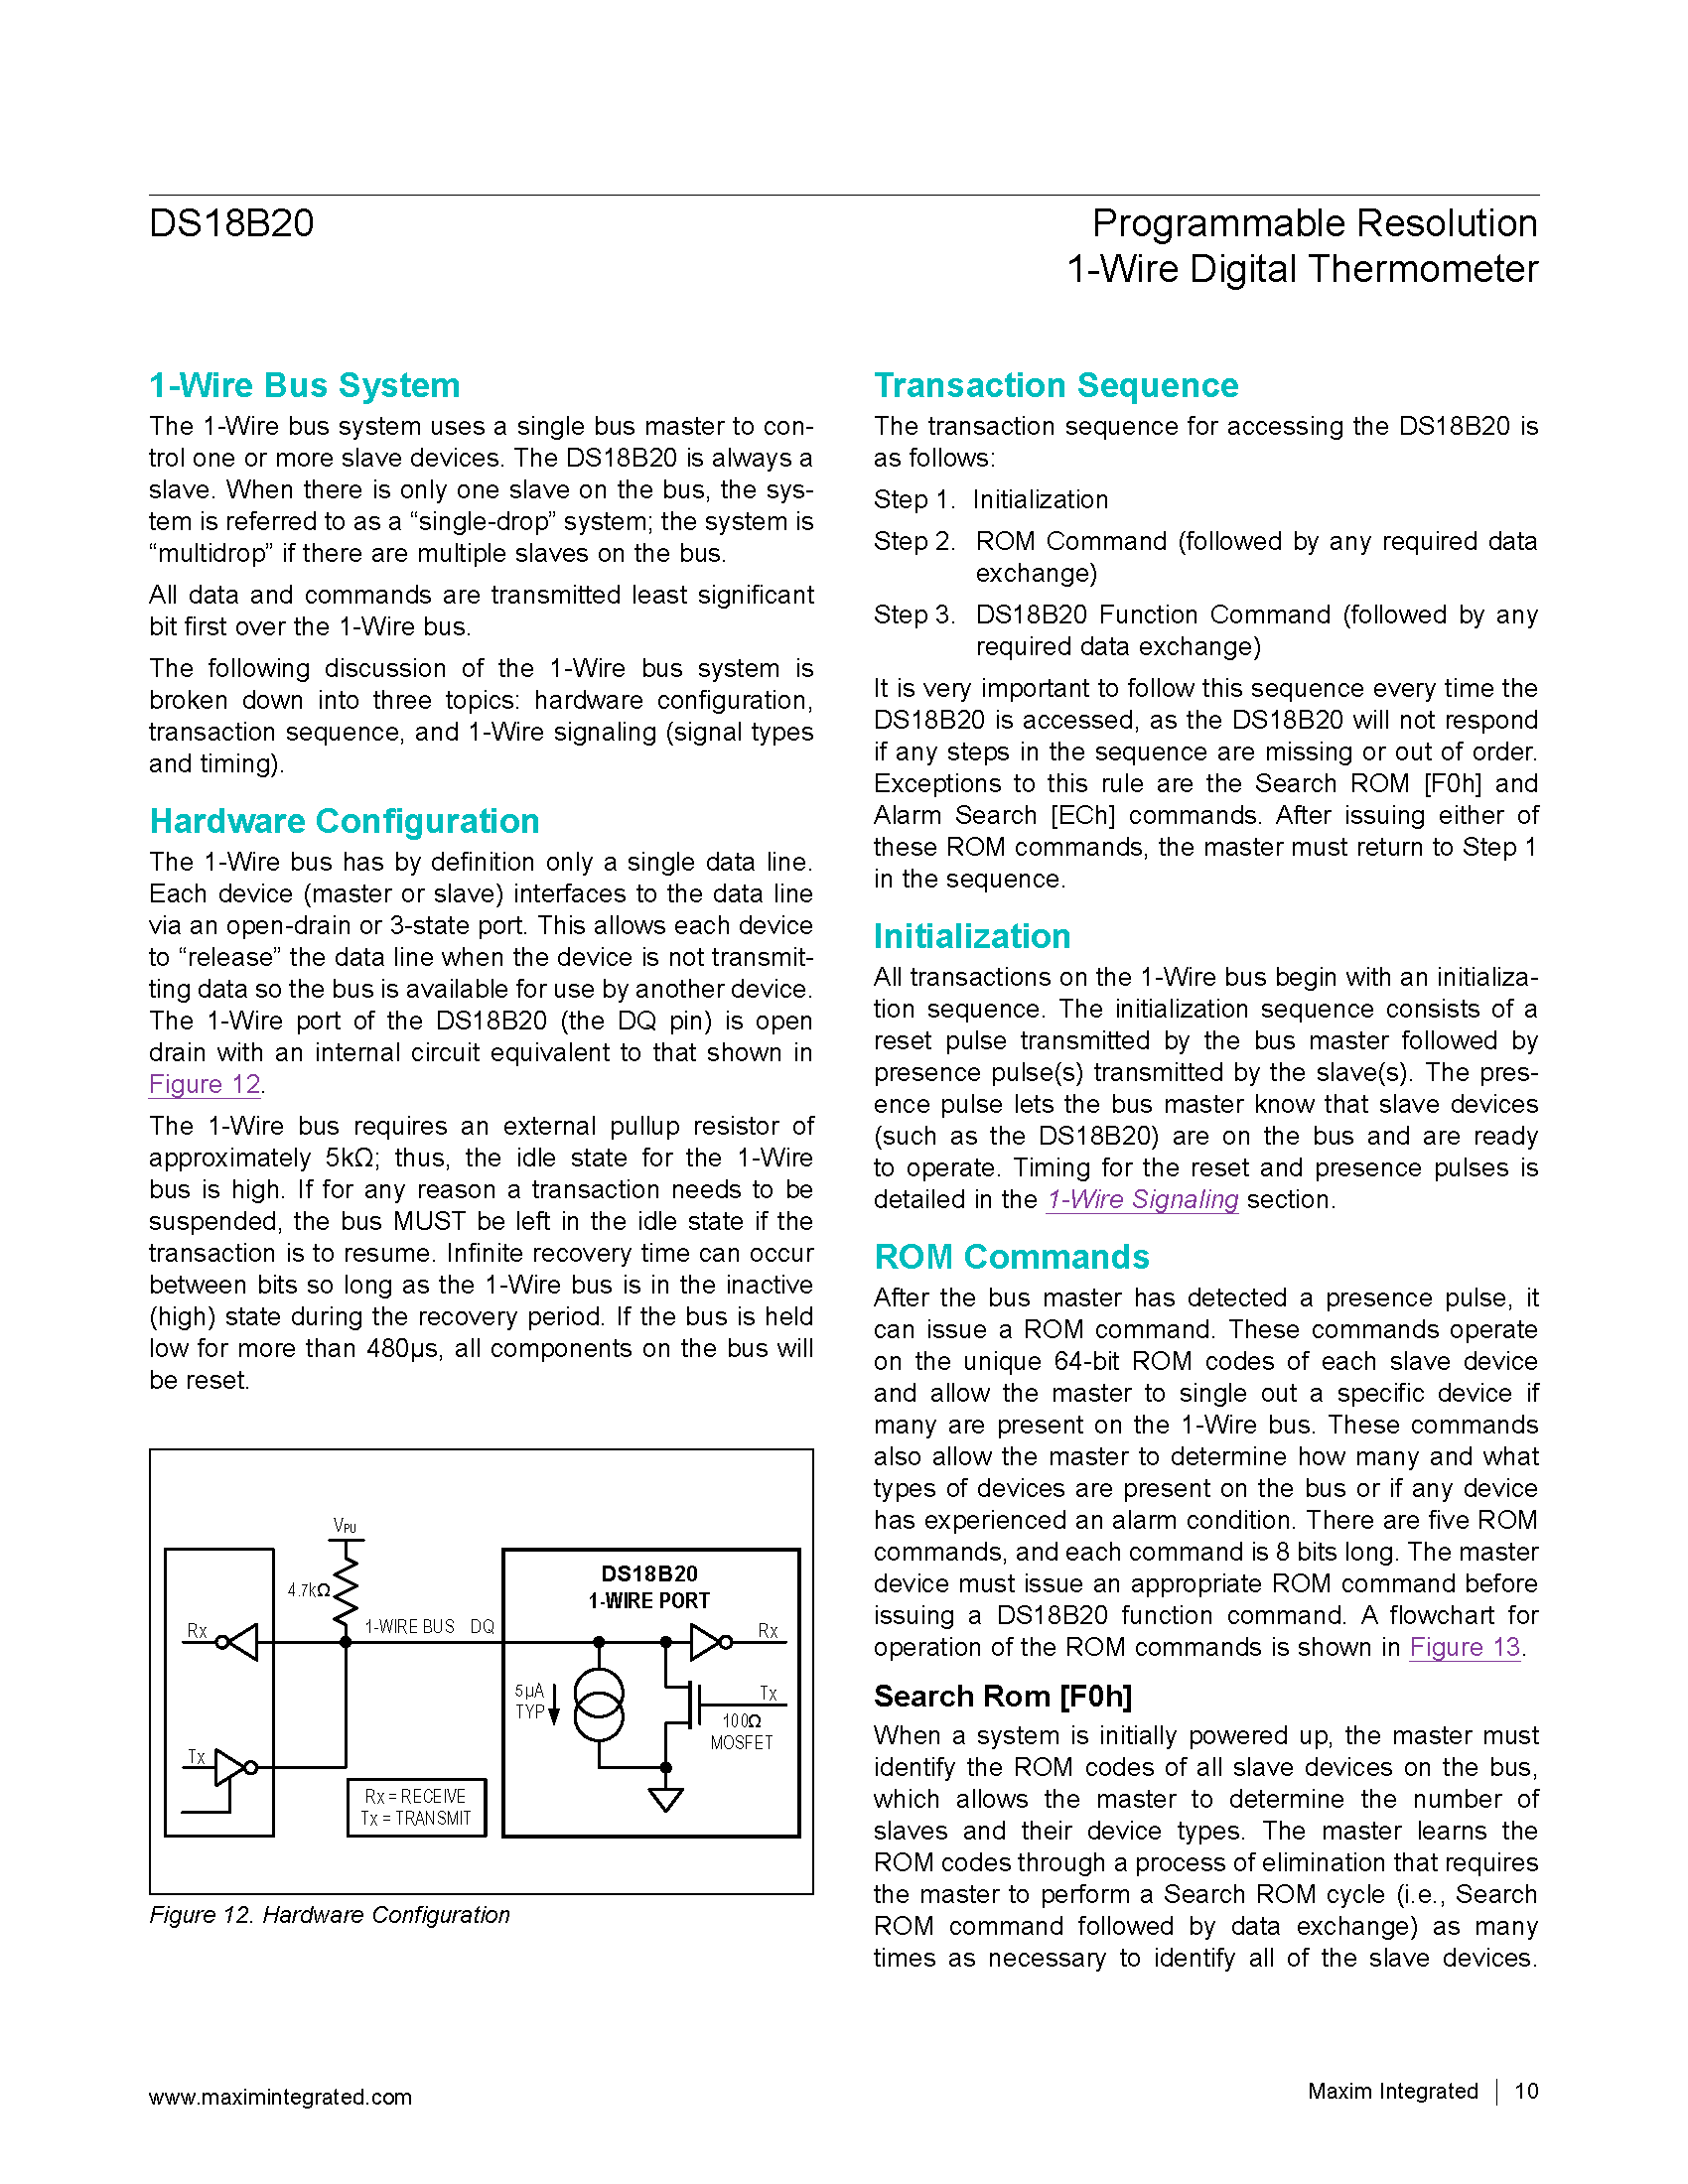 DS18B20
Programmable Resolution
1-Wire Digital Thermometer
1-Wire Bus System
The 1-Wire bus system uses a single bus master to con-
trol one or more slave devices. The DS18B20 is always a
slave. When there is only one slave on the bus, the sys-
tem is referred to as a “single-drop” system; the system is
“multidrop” if there are multiple slaves on the bus.
All data and commands are transmitted least significant
bit first over the 1-Wire bus.
The following discussion of the 1-Wire bus system is
broken down into three topics: hardware configuration,
transaction sequence, and 1-Wire signaling (signal types
and timing).
Hardware Configuration
The 1-Wire bus has by definition only a single data line.
Each device (master or slave) interfaces to the data line
via an open-drain or 3-state port. This allows each device
to “release” the data line when the device is not transmit-
ting data so the bus is available for use by another device.
The 1-Wire port of the DS18B20 (the DQ pin) is open
drain with an internal circuit equivalent to that shown in
Figure 12.
The 1-Wire bus requires an external pullup resistor of
approximately 5kΩ; thus, the idle state for the 1-Wire
bus is high. If for any reason a transaction needs to be
suspended, the bus MUST be left in the idle state if the
transaction is to resume. Infinite recovery time can occur
between bits so long as the 1-Wire bus is in the inactive
(high) state during the recovery period. If the bus is held
low for more than 480µs, all components on the bus will
be reset.
VPU
4.7kΩ
Rx
1-WIRE BUS DQ
DS18B20
1-WIRE PORT
Rx
5µA
TYP
Tx
100Ω
MOSFET
Tx
Rx = RECEIVE
Tx = TRANSMIT
Figure 12. Hardware Configuration
Transaction Sequence
The transaction sequence for accessing the DS18B20 is
as follows:
Step 1. Initialization
Step 2. ROM Command (followed by any required data
exchange)
Step 3. DS18B20 Function Command (followed by any
required data exchange)
It is very important to follow this sequence every time the
DS18B20 is accessed, as the DS18B20 will not respond
if any steps in the sequence are missing or out of order.
Exceptions to this rule are the Search ROM [F0h] and
Alarm Search [ECh] commands. After issuing either of
these ROM commands, the master must return to Step 1
in the sequence.
Initialization
All transactions on the 1-Wire bus begin with an initializa-
tion sequence. The initialization sequence consists of a
reset pulse transmitted by the bus master followed by
presence pulse(s) transmitted by the slave(s). The pres-
ence pulse lets the bus master know that slave devices
(such as the DS18B20) are on the bus and are ready
to operate. Timing for the reset and presence pulses is
detailed in the 1-Wire Signaling section.
ROM Commands
After the bus master has detected a presence pulse, it
can issue a ROM command. These commands operate
on the unique 64-bit ROM codes of each slave device
and allow the master to single out a specific device if
many are present on the 1-Wire bus. These commands
also allow the master to determine how many and what
types of devices are present on the bus or if any device
has experienced an alarm condition. There are five ROM
commands, and each command is 8 bits long. The master
device must issue an appropriate ROM command before
issuing a DS18B20 function command. A flowchart for
operation of the ROM commands is shown in Figure 13.
Search Rom [F0h]
When a system is initially powered up, the master must
identify the ROM codes of all slave devices on the bus,
which allows the master to determine the number of
slaves and their device types. The master learns the
ROM codes through a process of elimination that requires
the master to perform a Search ROM cycle (i.e., Search
ROM command followed by data exchange) as many
times as necessary to identify all of the slave devices.
www.maximintegrated.com
Maxim Integrated | 10